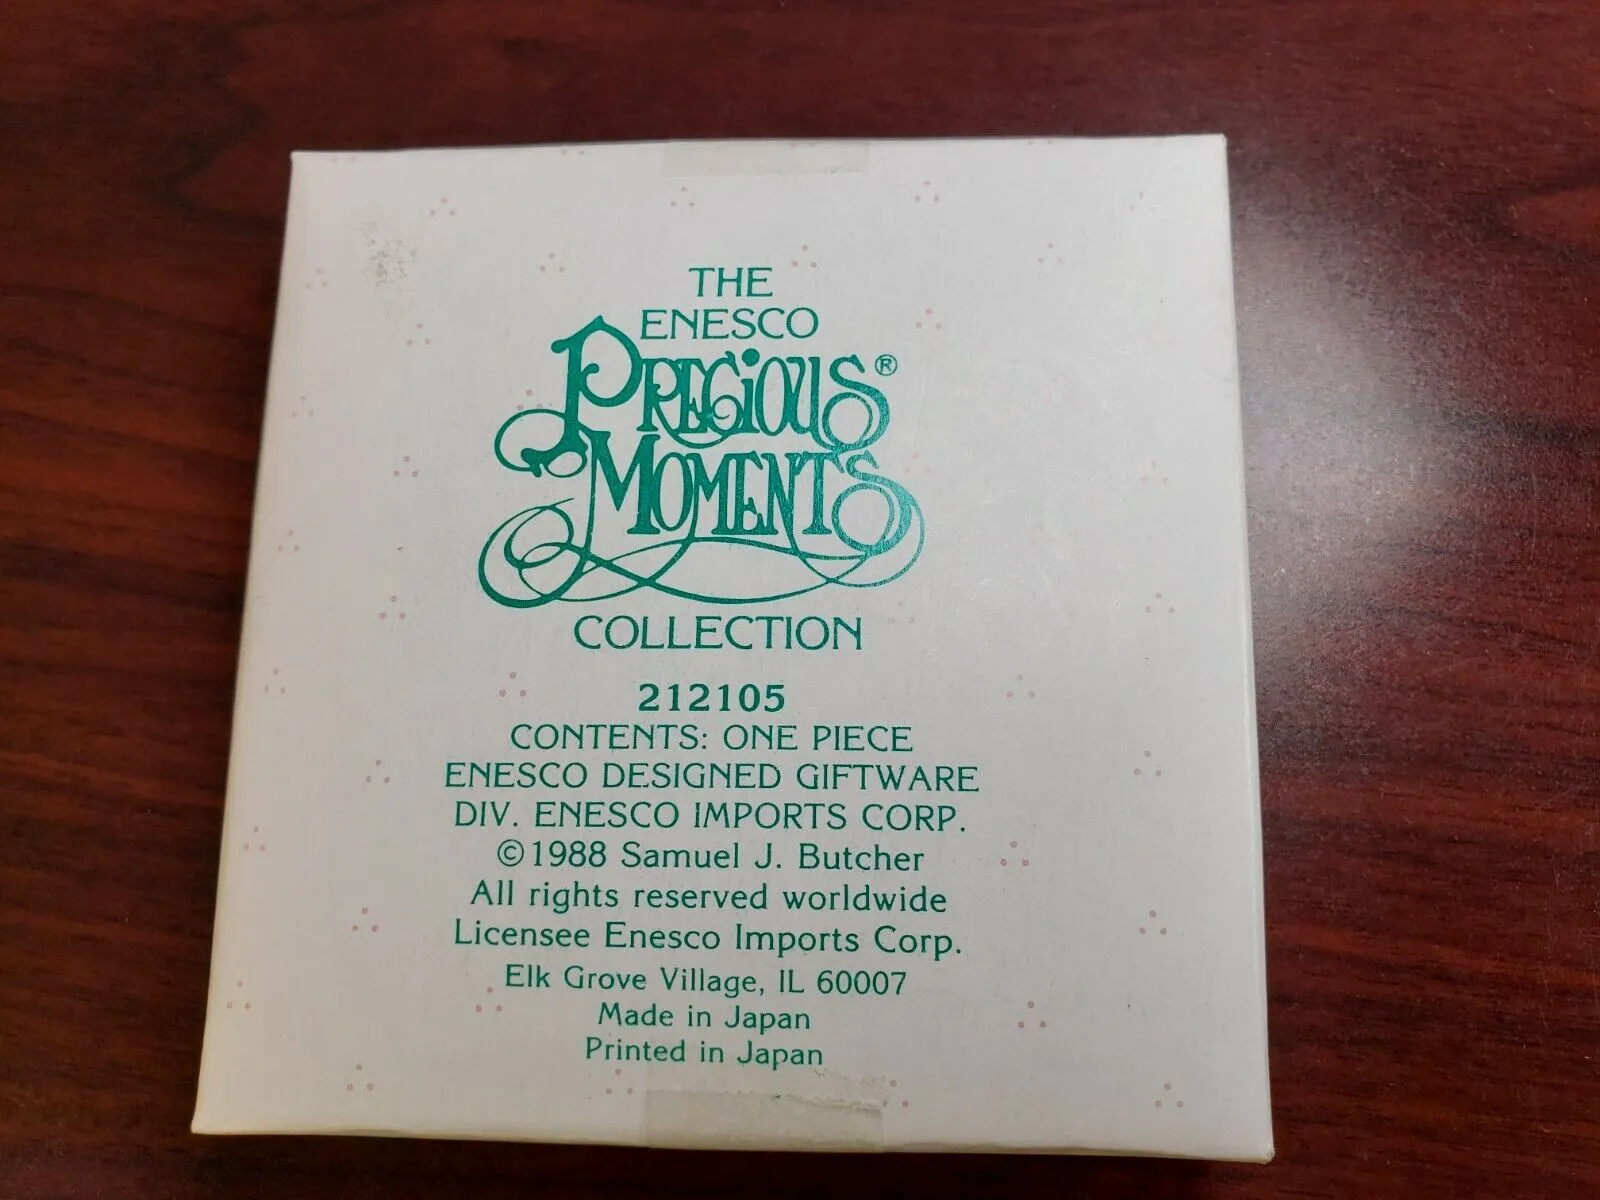 THE
ENESCO
PRECIOUS®
MOMENTS
COLLECTION
212105
CONTENTS: ONE PIECE
ENESCO DESIGNED GIFTWARE
DIV. ENESCO IMPORTS CORP.
©1988 Samuel J. Butcher
All rights reserved worldwide
Licensee Enesco Imports Corp.
Elk Grove Village, IL 60007
Made in Japan
Printed in Japan